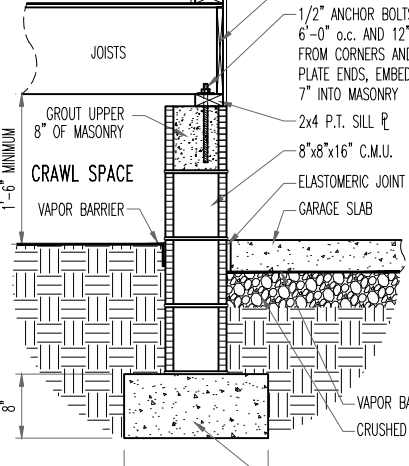 1/2" ANCHOR BOLTS
6'-0" o.c. AND 12"
FROM CORNERS AND
PLATE ENDS, EMBED
7" INTO MASONRY
JOISTS
GROUT UPPER
8" OF MASONRY
2x4 P.T. SILL ⅊
8"x8"x16" C.M.U.
1'-6" MINIMUM
CRAWL SPACE
ELASTOMERIC JOINT
VAPOR BARRIER
GARAGE SLAB
8"
VAPOR BA
CRUSHED